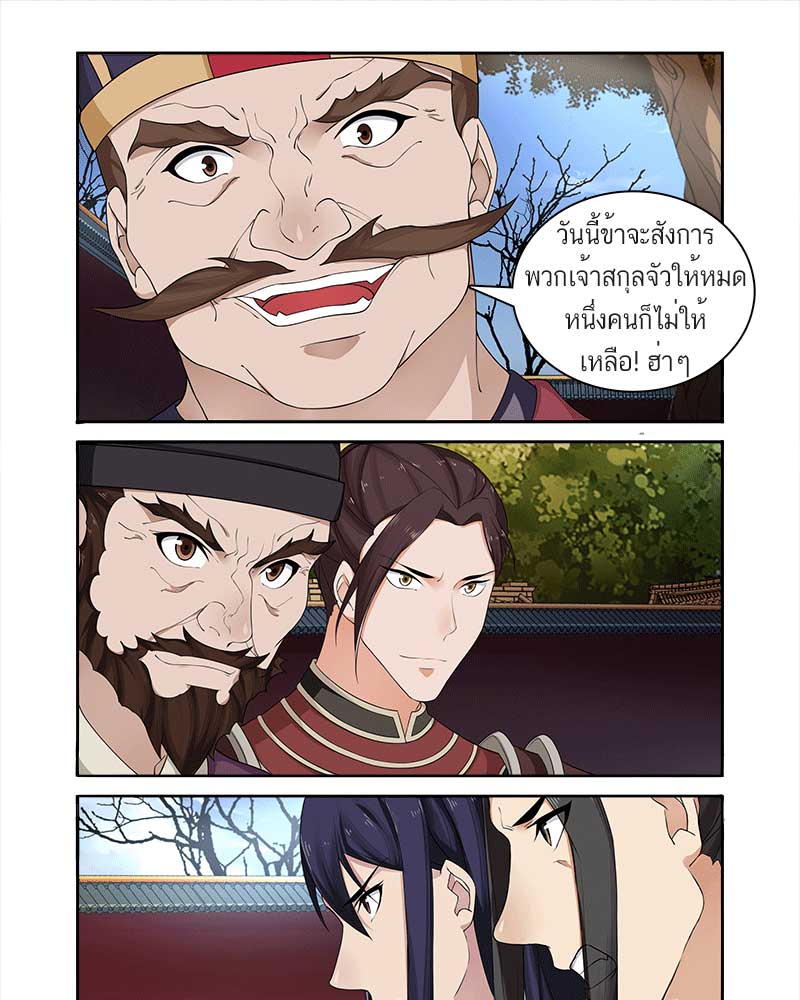 วันนี้ข้าจะสังการ
พวกเจ้าสกุลจัวให้หมด
หนึ่งคนก็ไม่ให้
เหลือ! ฮ่าๆ